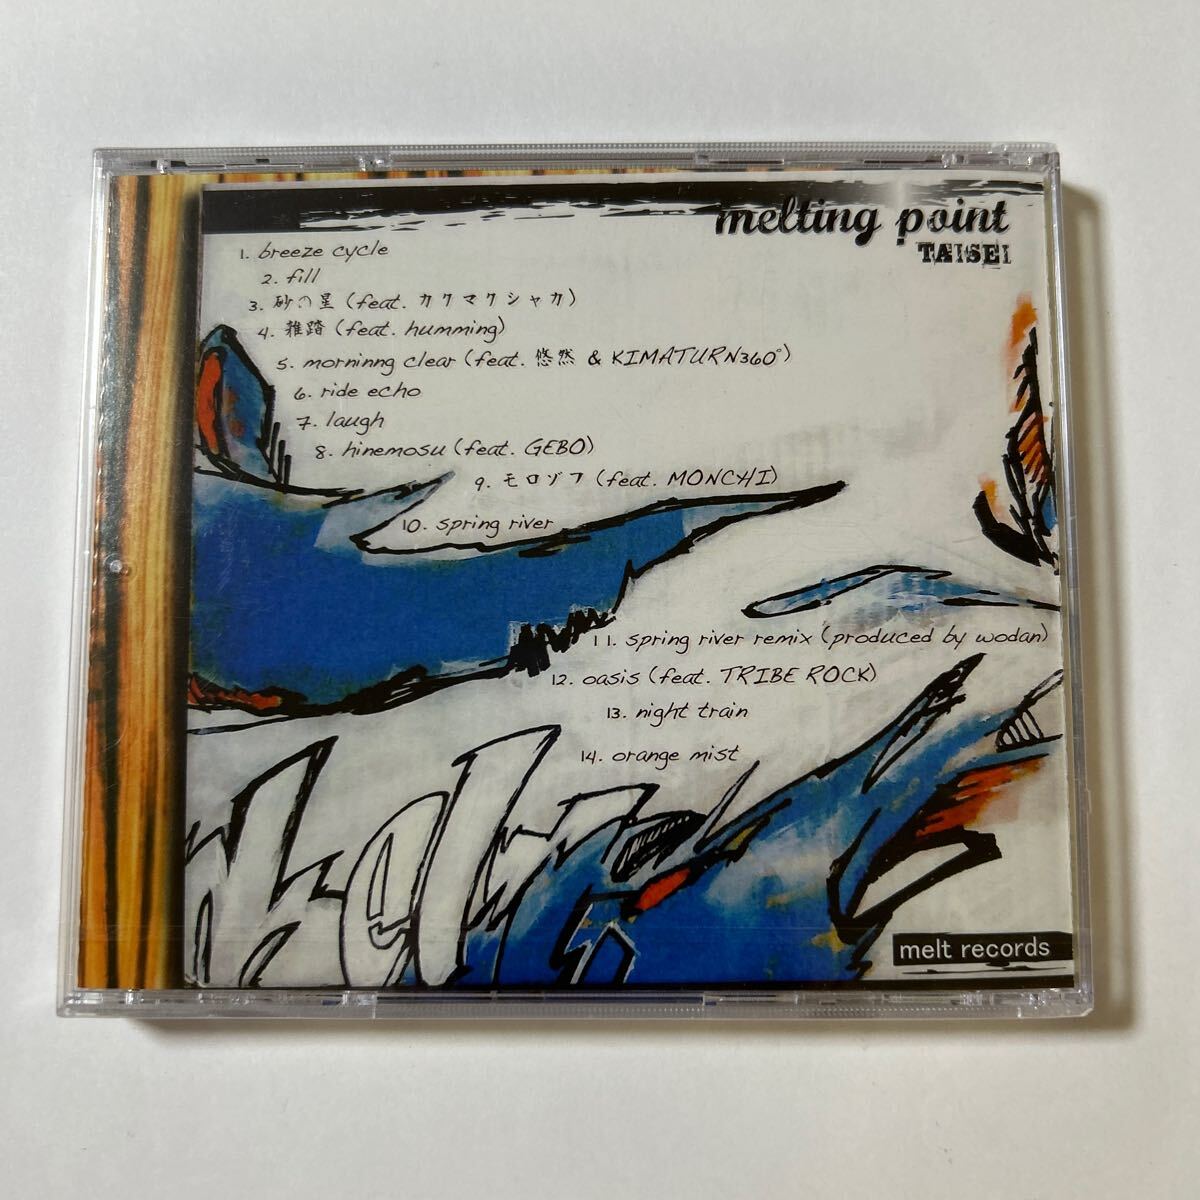 melting point
TAISEI
1. breeze cycle
2. fill
3. 砂の星 (feat. カクマクシャカ)
4. 雑踏 (feat. humming)
5. morninng clear (feat. 悠然 & KIMATURN360°)
6. ride echo
7. laugh
8. hinemosu (feat. GEBO)
9. モロゾフ (feat. MONCHI)
10. spring river
11. spring river remix (produced by wodan)
12. oasis (feat. TRIBE ROCK)
13. night train
14. orange mist
melt records